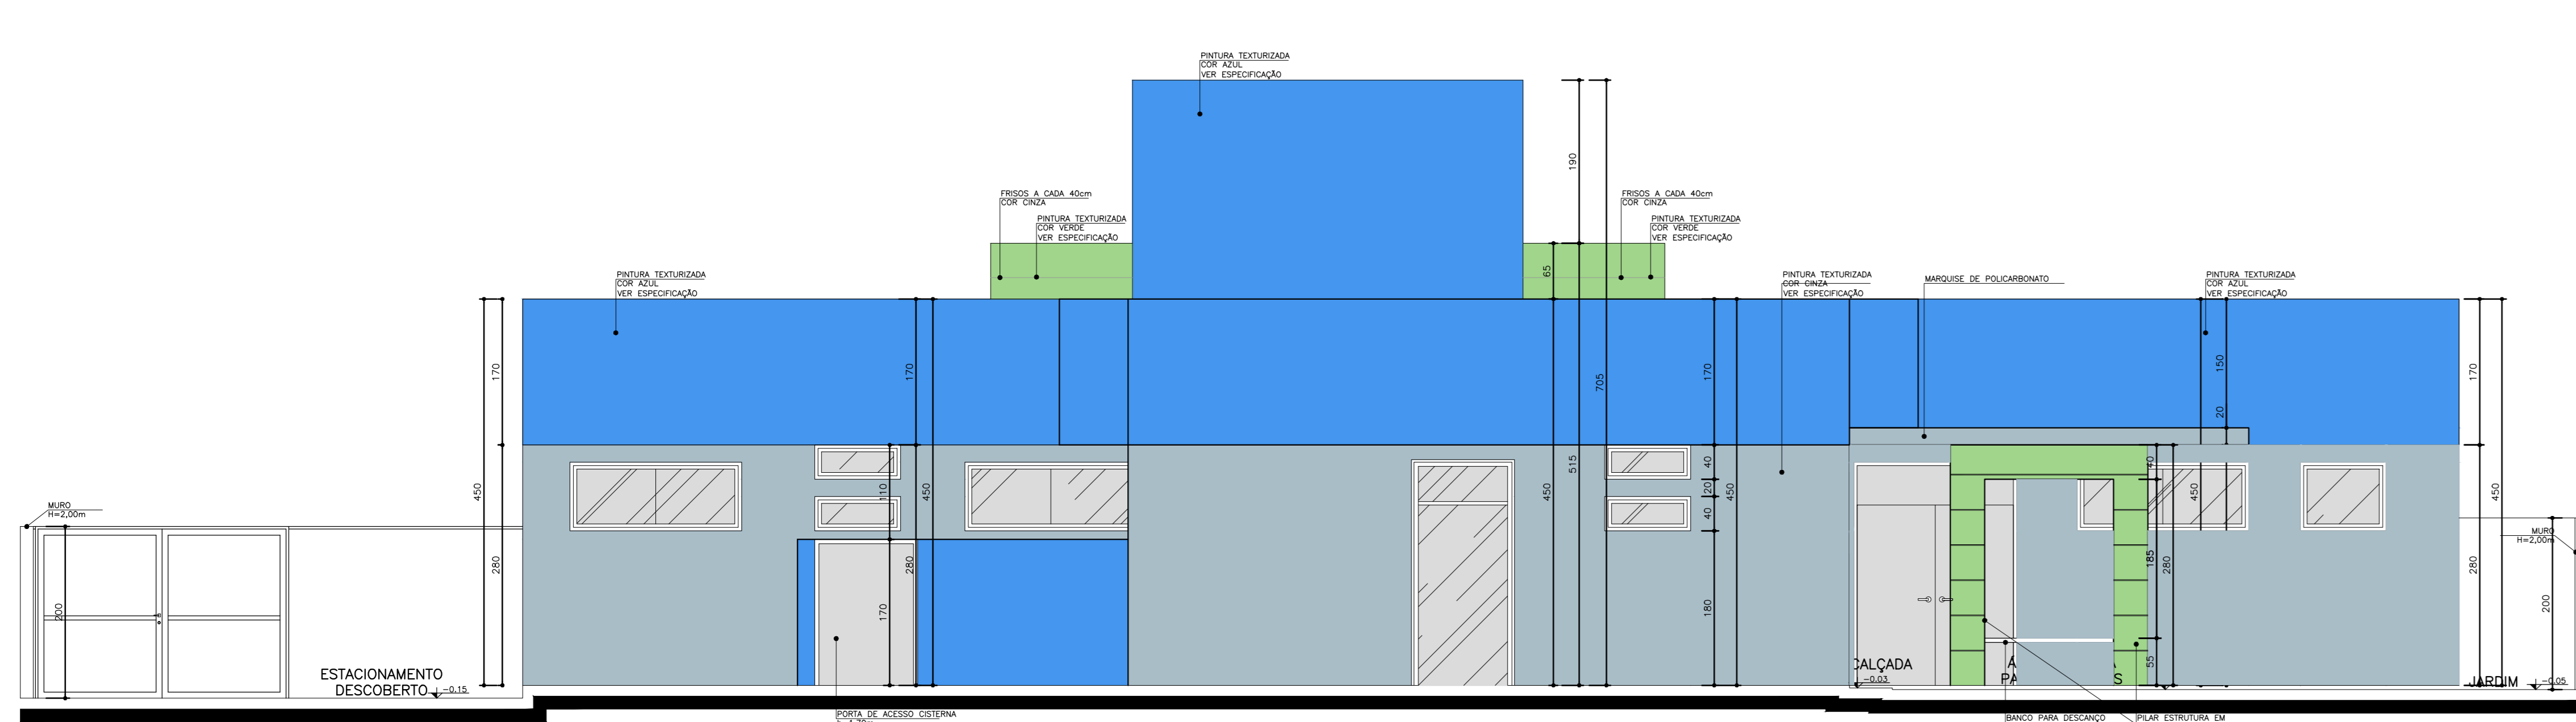 PINTURA TEXTURIZADA
COR AZUL
VER ESPECIFICAÇÃO
190
FRISOS A CADA 40cm
COR CINZA
PINTURA TEXTURIZADA
COR VERDE
VER ESPECIFICAÇÃO
FRISOS A CADA 40cm
COR CINZA
PINTURA TEXTURIZADA
COR VERDE
VER ESPECIFICAÇÃO
65
PINTURA TEXTURIZADA
COR AZUL
VER ESPECIFICAÇÃO
PINTURA TEXTURIZADA
COR CINZA
VER ESPECIFICAÇÃO
MARQUISE DE POLICARBONATO
PINTURA TEXTURIZADA
COR AZUL
VER ESPECIFICAÇÃO
170
170
705
170
150
170
20
450
110
450
515
450
40
20
40
450
40
450
450
MURO
H=2,00m
MURO
H=2,00m
280
280
185
280
280
200
170
180
200
55
ESTACIONAMENTO
DESCOBERTO
-0.15
CALÇADA
-0.03
A
A
PA
S
JARDIM
-0.05
PORTA DE ACESSO CISTERNA
BANCO PARA DESCANÇO
PILAR ESTRUTURA EM